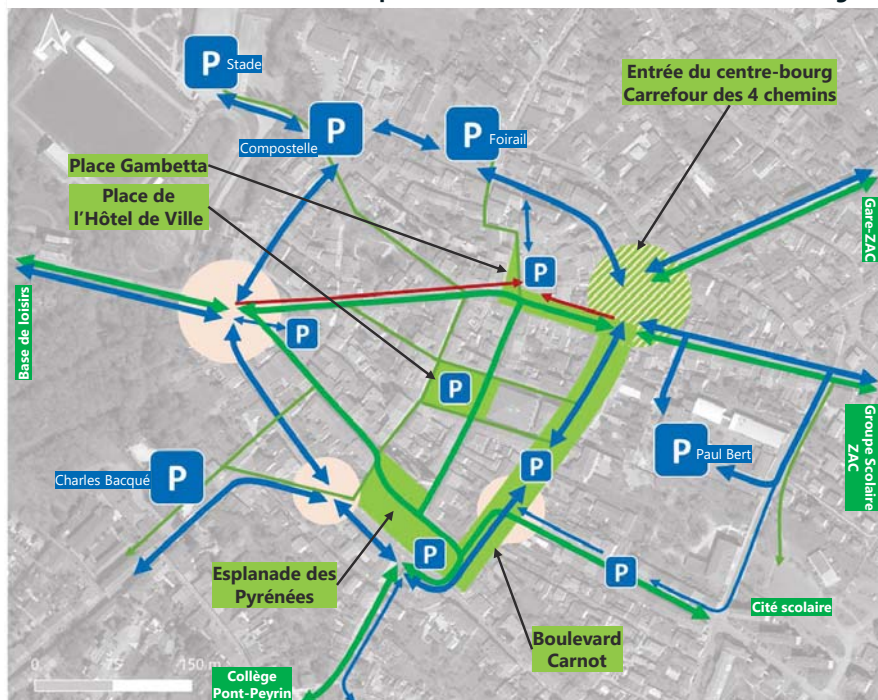 P
Stade
P
Compostelle
P
Foirail
Entrée du centre-bourg
Carrefour des 4 chemins
Place Gambetta
Place de
l'Hôtel de Ville
Gare-ZAC
P
Base de loisirs
P
P
Groupe Scolaire
ZAC
P
Paul Bert
P
Charles Bacqué
P
P
P
Esplanade des
Pyrénées
Cité scolaire
Boulevard
Carnot
0
75
150 m
Collège
Pont-Peyrin